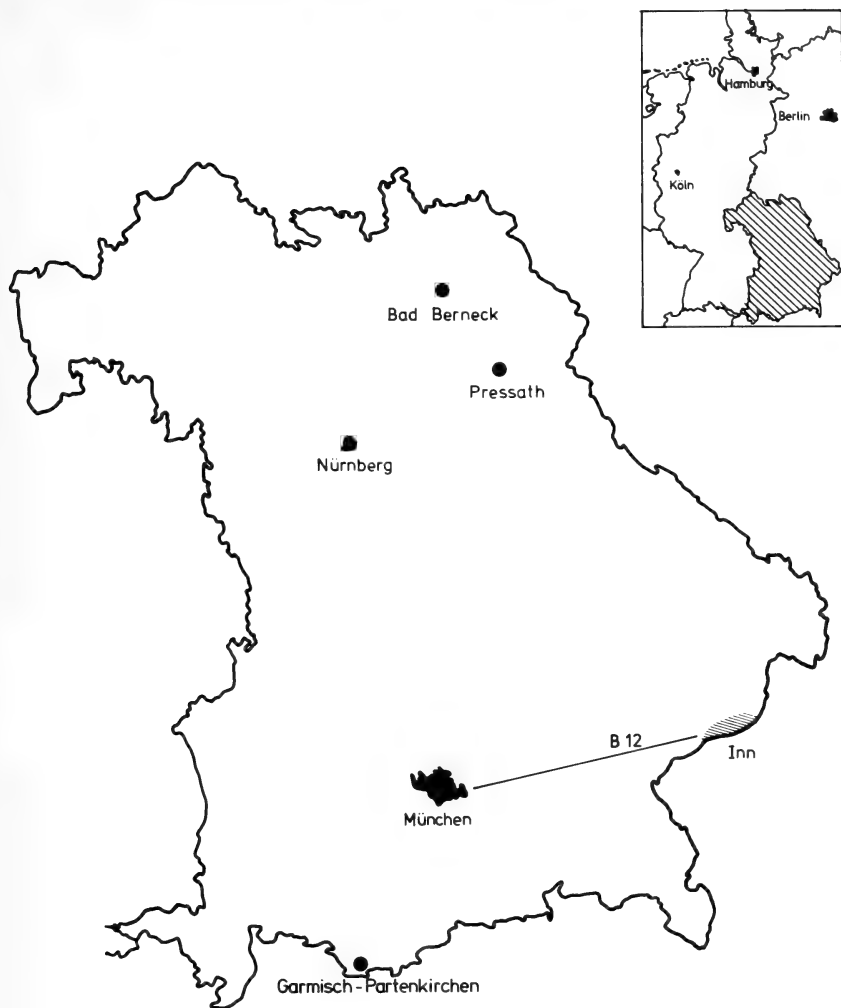 Hamburg
Berlin
Köln
Bad Berneck
Pressath
Nürnberg
B 12
Inn
München
Garmisch-Partenkirchen